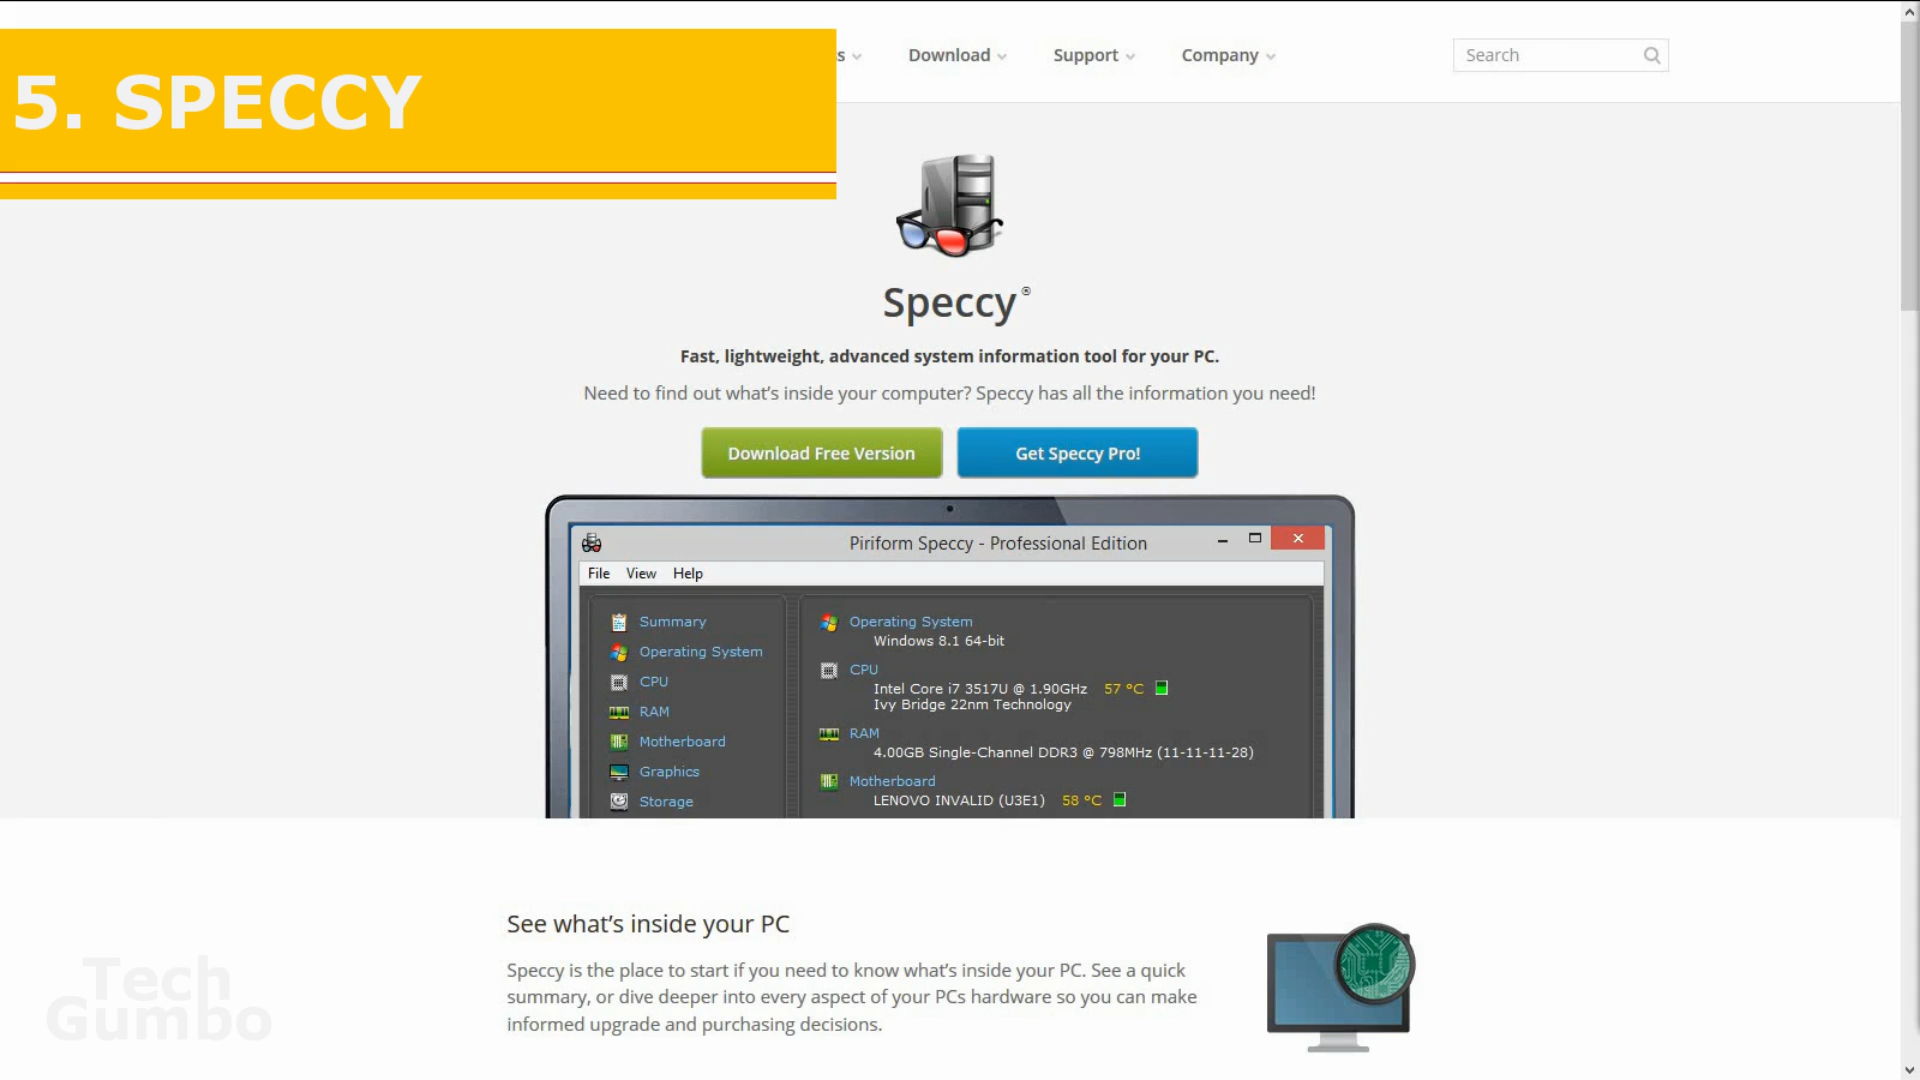 5. SPECCY
s
Download
Support
Company
Search
Speccy®
Fast, lightweight, advanced system information tool for your PC.
Need to find out what’s inside your computer? Speccy has all the information you need!
Download Free Version
Get Speccy Pro!
Piriform Speccy - Professional Edition
File View Help
Summary
Operating System
CPU
RAM
Motherboard
Graphics
Storage
Operating System
Windows 8.1 64-bit
CPU
Intel Core i7 3517U @ 1.90GHz 57 °C
Ivy Bridge 22nm Technology
RAM
4.00GB Single-Channel DDR3 @ 798MHz (11-11-11-28)
Motherboard
LENOVO INVALID (U3E1) 58 °C
See what’s inside your PC
Speccy is the place to start if you need to know what’s inside your PC. See a quick
summary, or dive deeper into every aspect of your PCs hardware so you can make
informed upgrade and purchasing decisions.
Tech
Gumbo